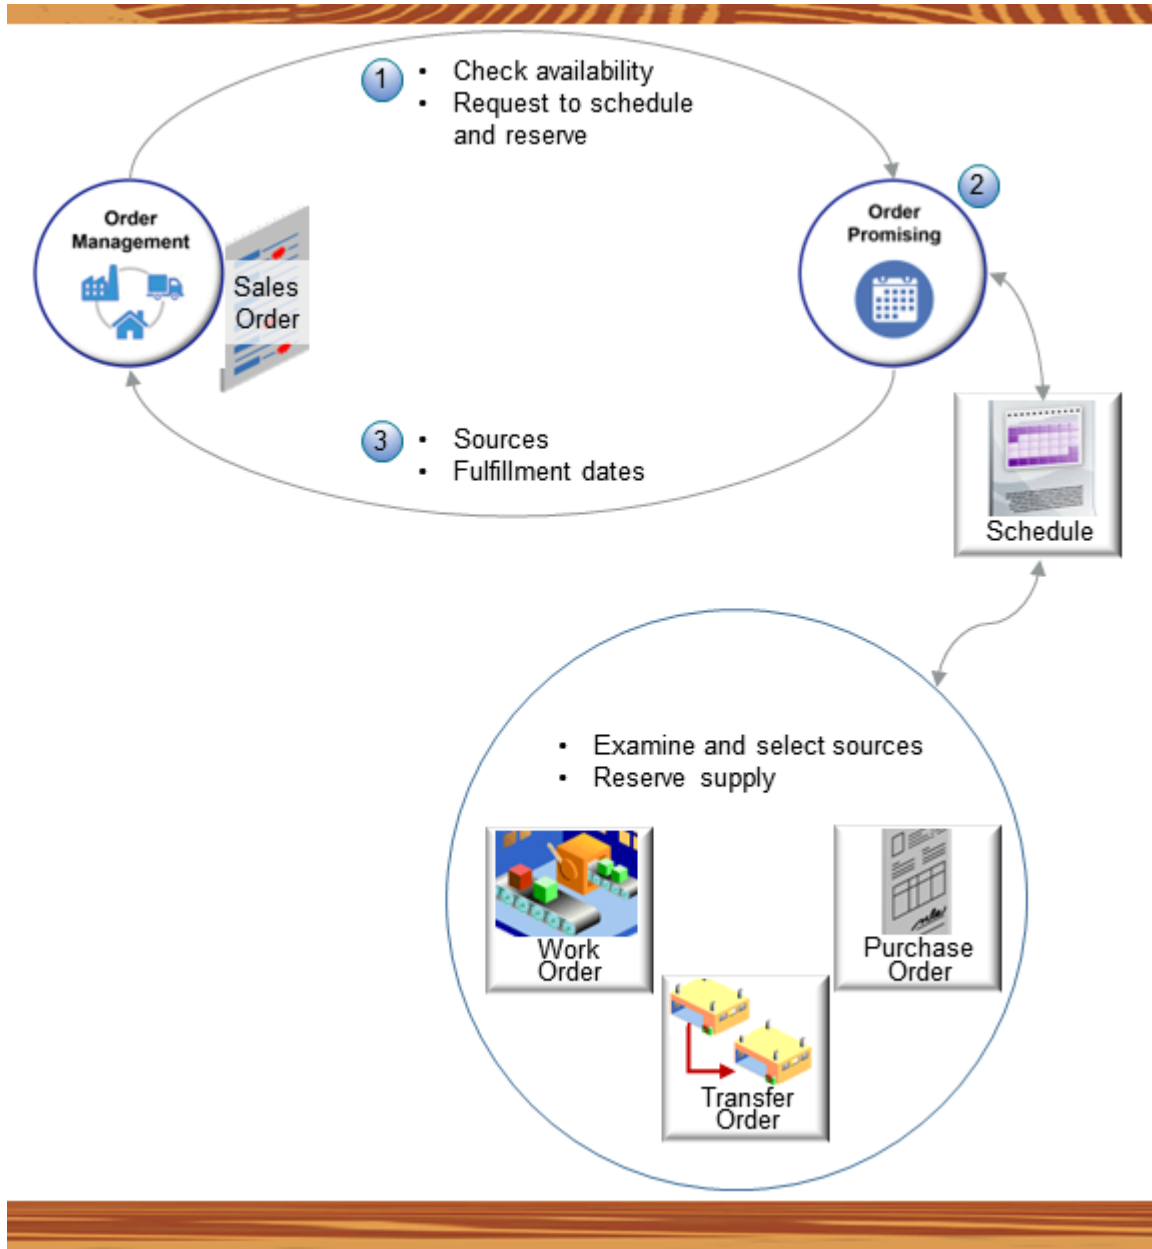 1
• Check availability
• Request to schedule
and reserve
2
Order
Management
Order
Promising
Sales
Order
3
• Sources
• Fulfillment dates
Schedule
• Examine and select sources
• Reserve supply
Work
Order
Purchase
Order
Transfer
Order